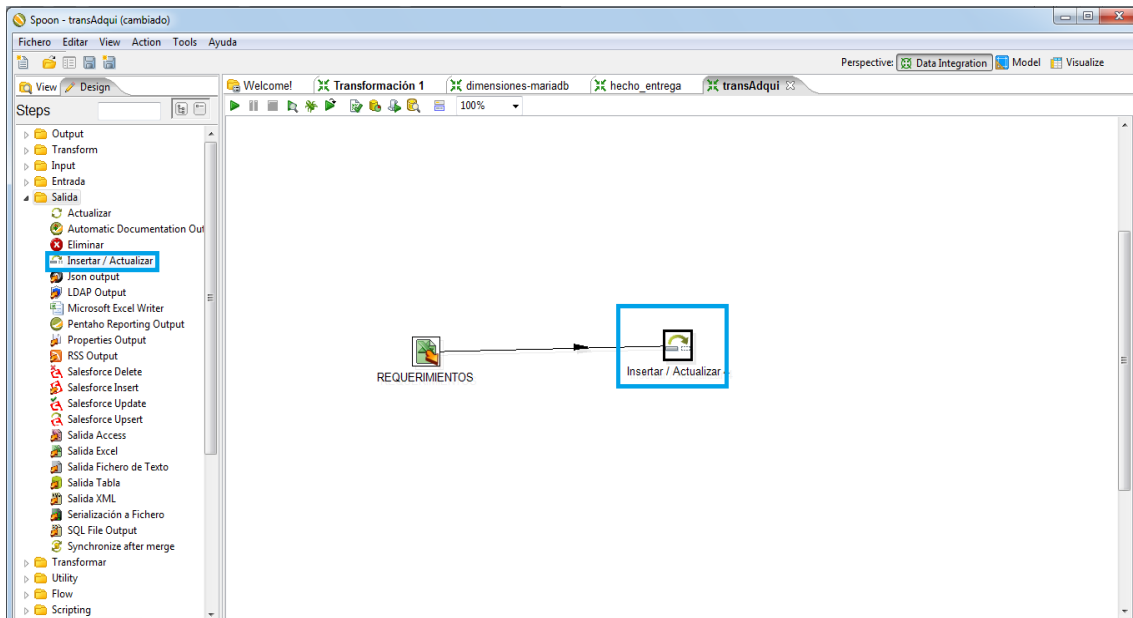 Spoon - transAdqui (cambiado)
Fichero Editar View Action Tools Ayuda
Perspective: Data Integration Model Visualize
View Design
Welcome! Transformación 1 dimensiones-mariadb hecho_entrega transAdqui
Steps
100%
Output
Transform
Input
Entrada
Salida
Actualizar
Automatic Documentation Out
Eliminar
Insertar / Actualizar
Json output
LDAP Output
Microsoft Excel Writer
Pentaho Reporting Output
Properties Output
RSS Output
Salesforce Delete
Salesforce Insert
Salesforce Update
Salesforce Upsert
Salida Access
Salida Excel
Salida Fichero de Texto
Salida Tabla
Salida XML
Serialización a Fichero
SQL File Output
Synchronize after merge
Transformar
Utility
Flow
Scripting
REQUERIMIENTOS
Insertar / Actualizar